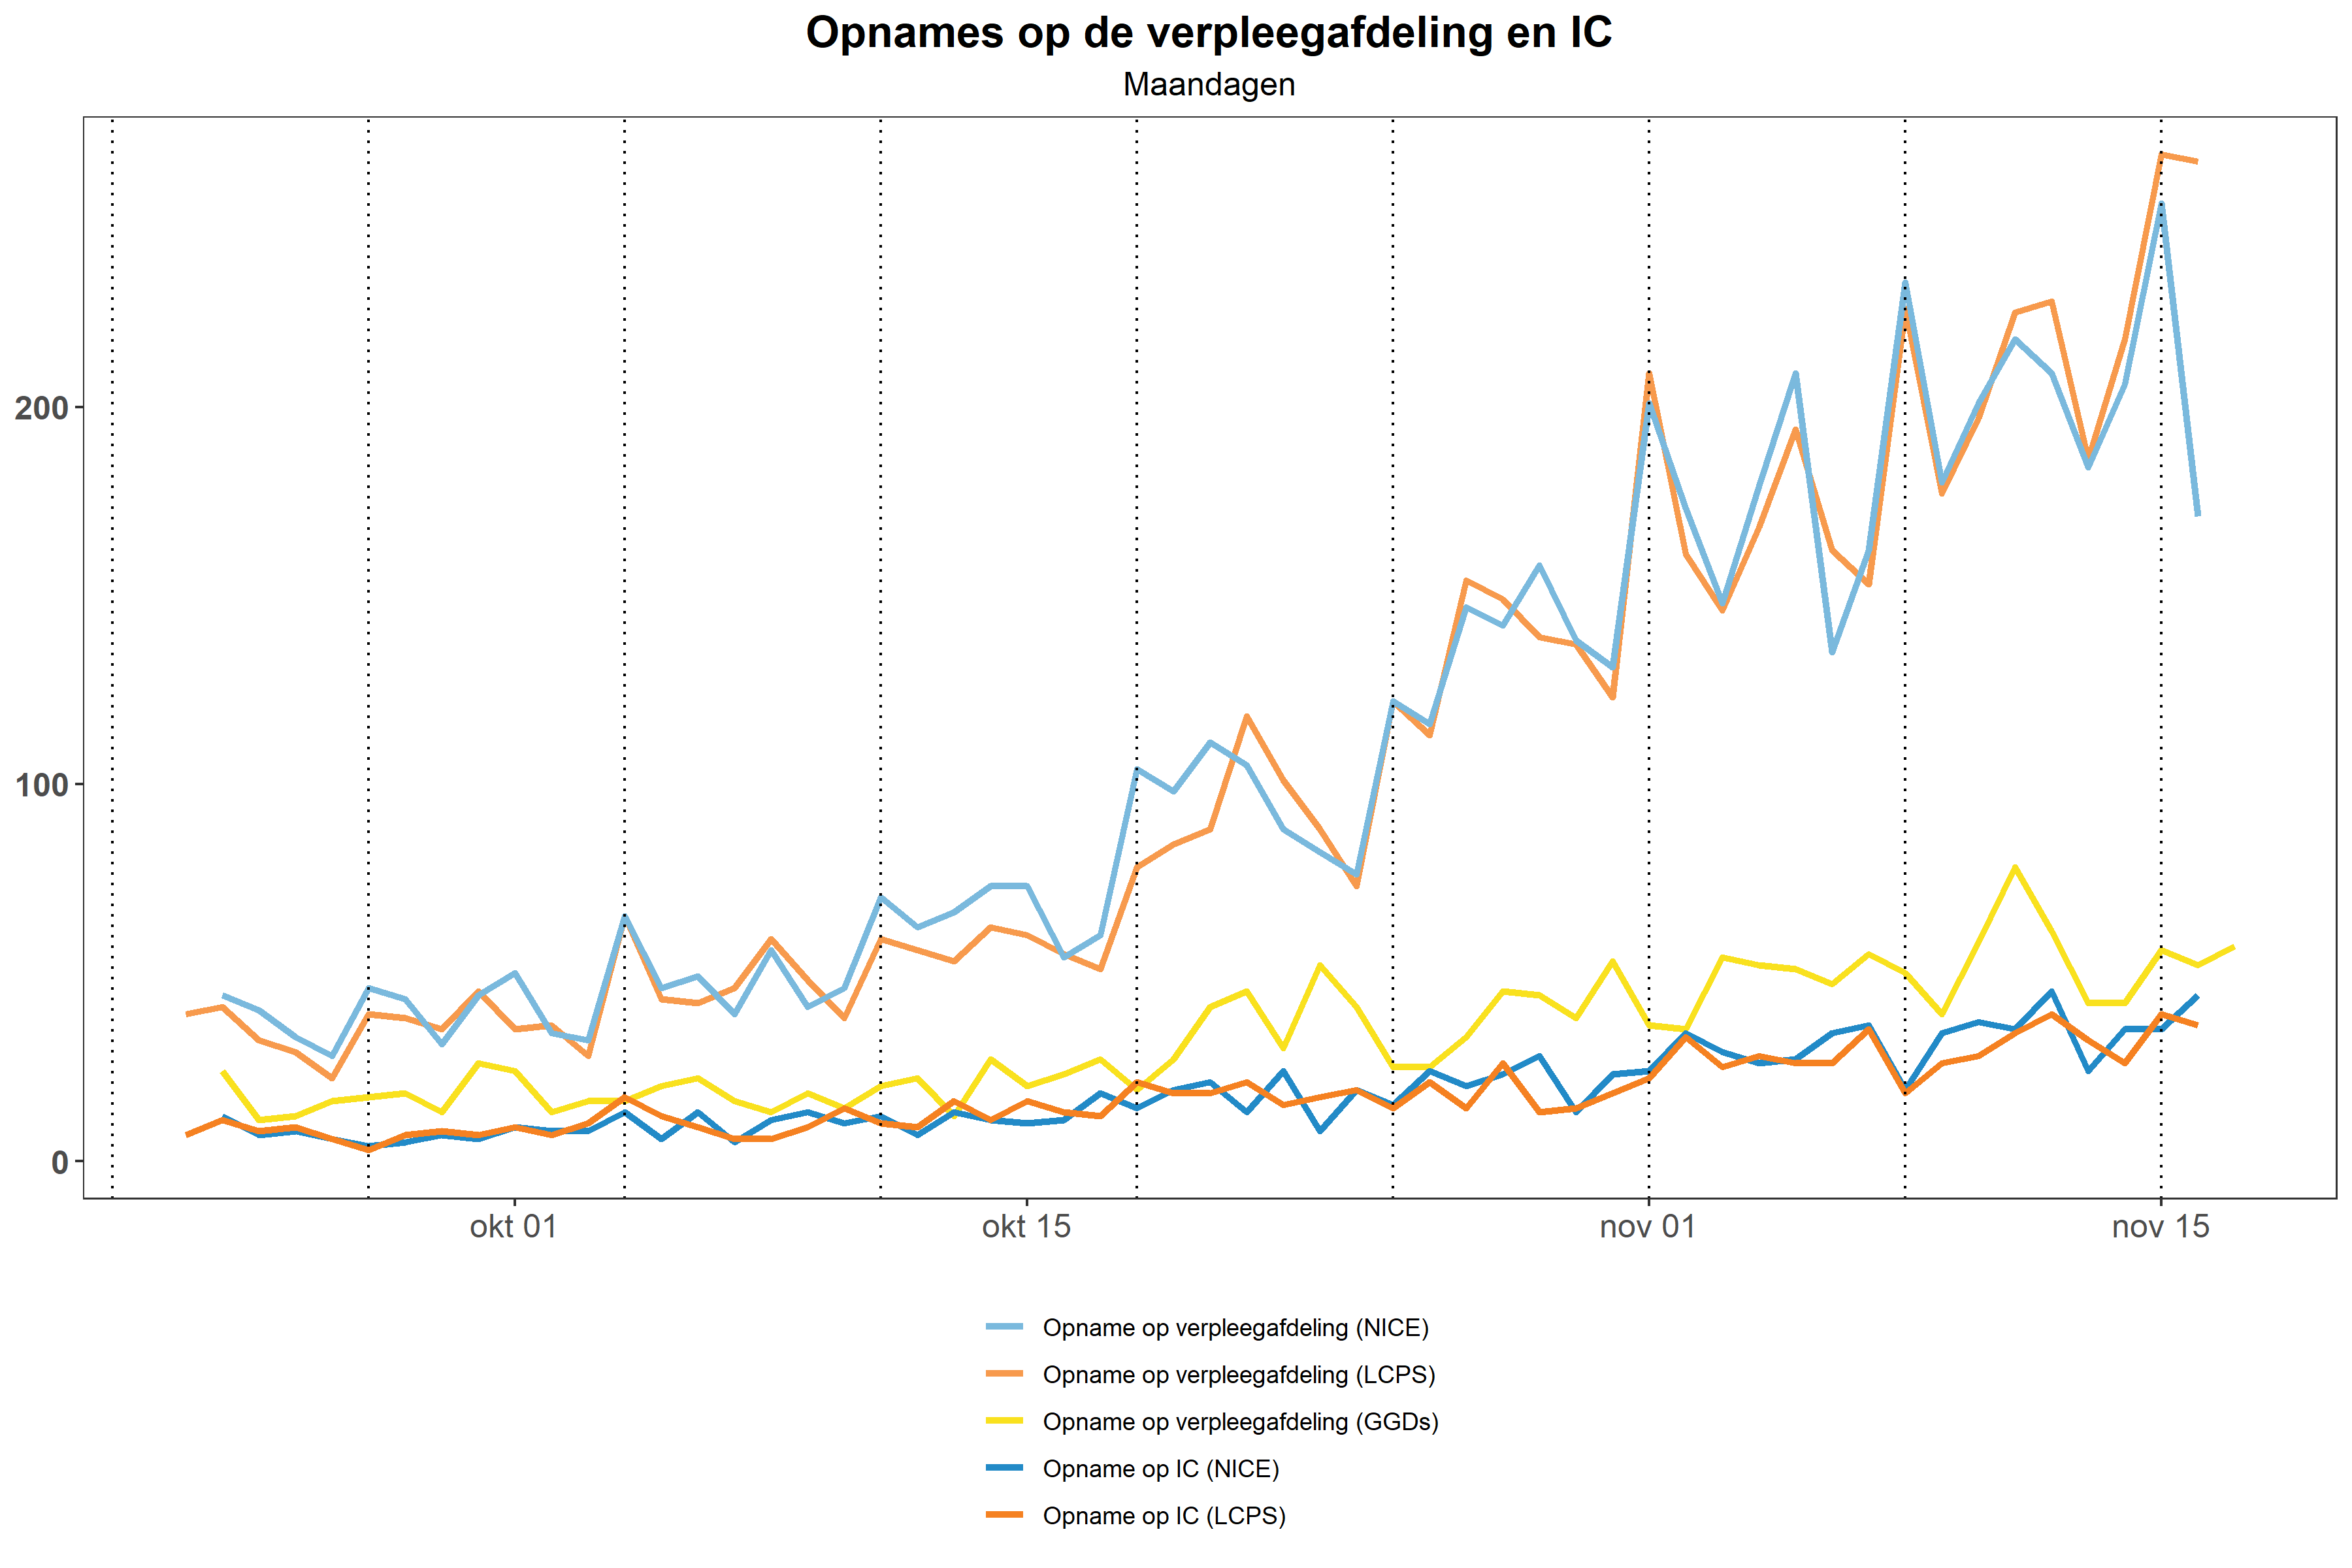 Opnames op de verpleegafdeling en IC
Maandagen
200
100
0
okt 01
okt 15
nov 01
nov 15
Opname op verpleegafdeling (NICE)
Opname op verpleegafdeling (LCPS)
Opname op verpleegafdeling (GGDs)
Opname op IC (NICE)
Opname op IC (LCPS)